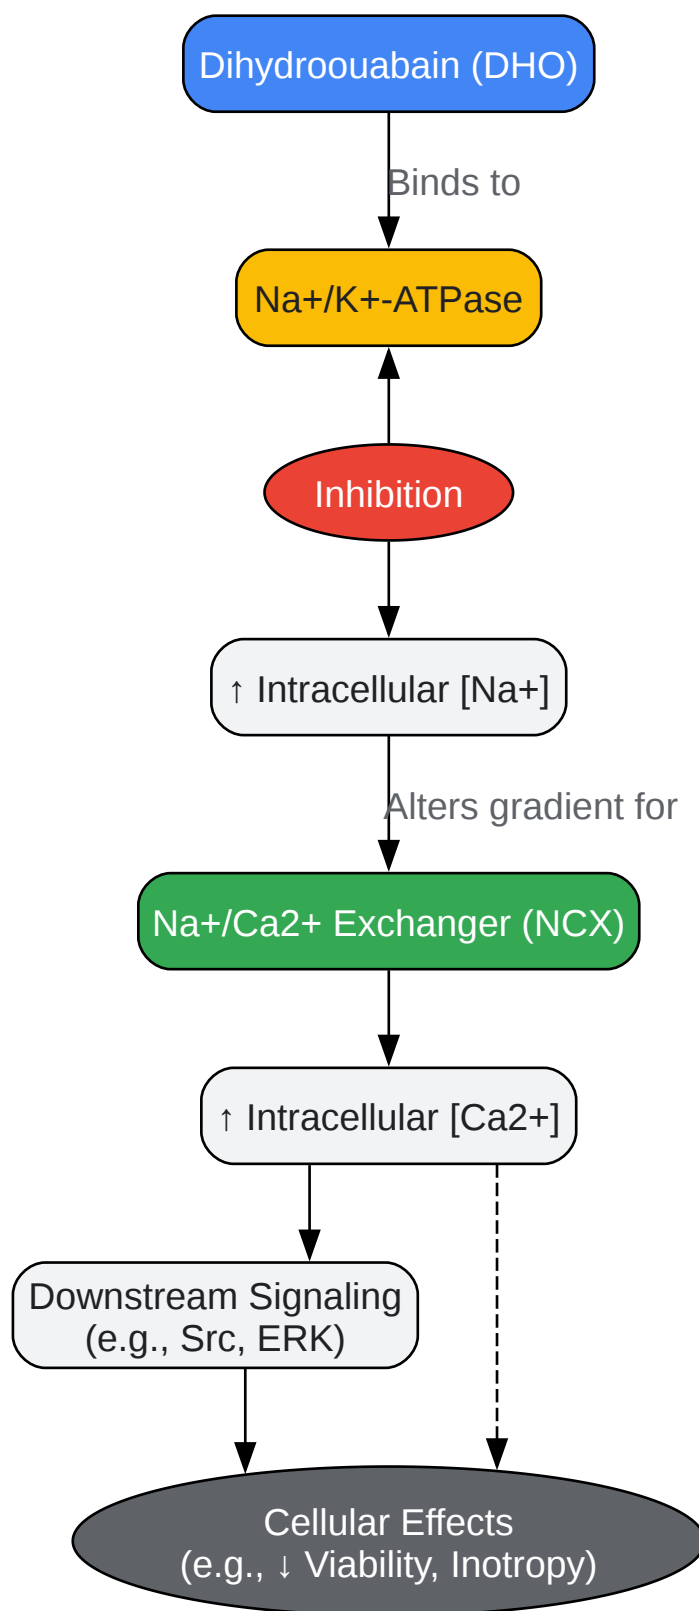 Dihydroouabain (DHO)
Binds to
Na+/K+-ATPase
Inhibition
↑ Intracellular [Na+]
Alters gradient for
Na+/Ca2+ Exchanger (NCX)
↑ Intracellular [Ca2+]
Downstream Signaling
(e.g., Src, ERK)
Cellular Effects
(e.g., ↓ Viability, Inotropy)